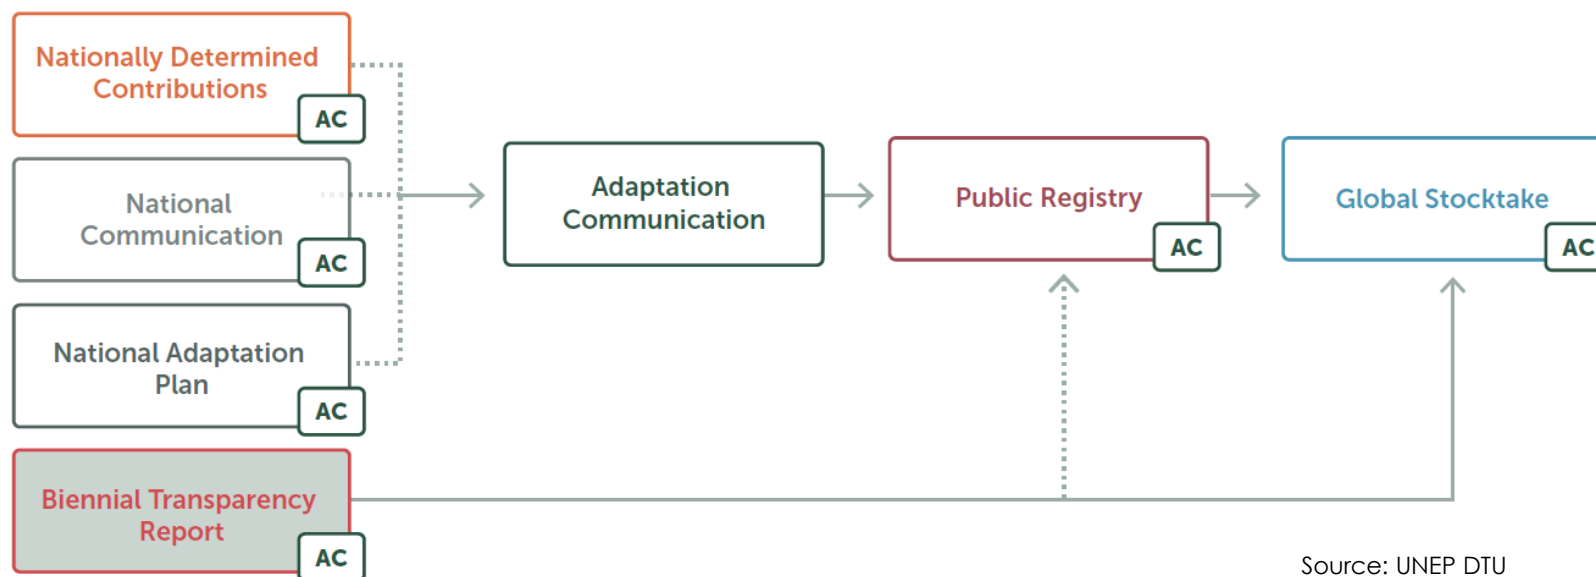 Nationally Determined
Contributions
AC
National
Communication
AC
National Adaptation
Plan
AC
Biennial Transparency
Report
AC
Adaptation
Communication
Public Registry
AC
Global Stocktake
AC
Source: UNEP DTU